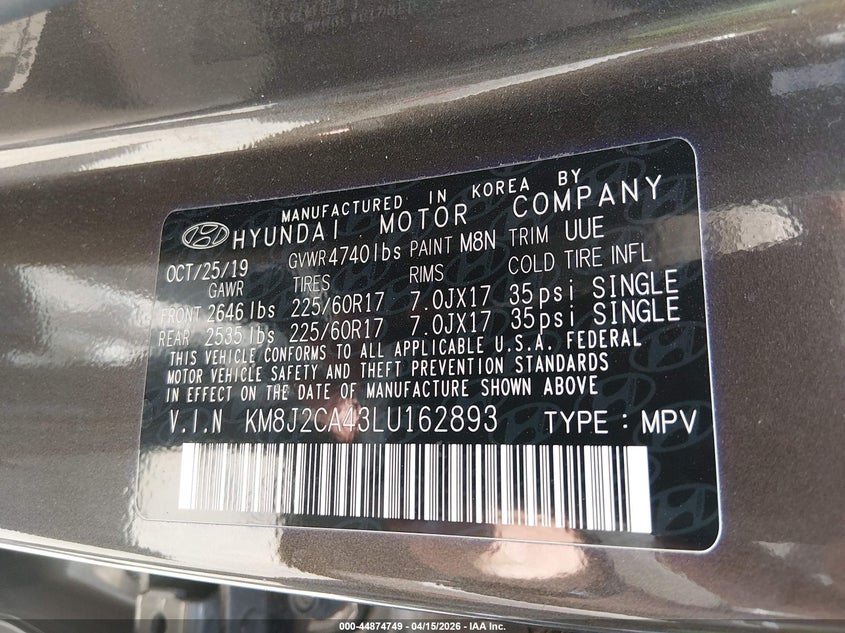 MANUFACTURED IN KOREA BY
HYUNDAI MOTOR COMPANY
OCT/25/19 GVWR4740lbs PAINT M8N TRIM UUE
GAWR TIRES RIMS COLD TIRE INFL
FRONT 2646 lbs 225/60R17 7.0JX17 35psi SINGLE
REAR 2535 lbs 225/60R17 7.0JX17 35psi SINGLE
THIS VEHICLE CONFORMS TO ALL APPLICABLE U.S.A. FEDERAL
MOTOR VEHICLE SAFETY AND THEFT PREVENTION STANDARDS
IN EFFECT ON THE DATE OF MANUFACTURE SHOWN ABOVE
V.I.N KM8J2CA43LU162893 TYPE : MPV
000-44874749 - 04/15/2026 - IAA Inc.